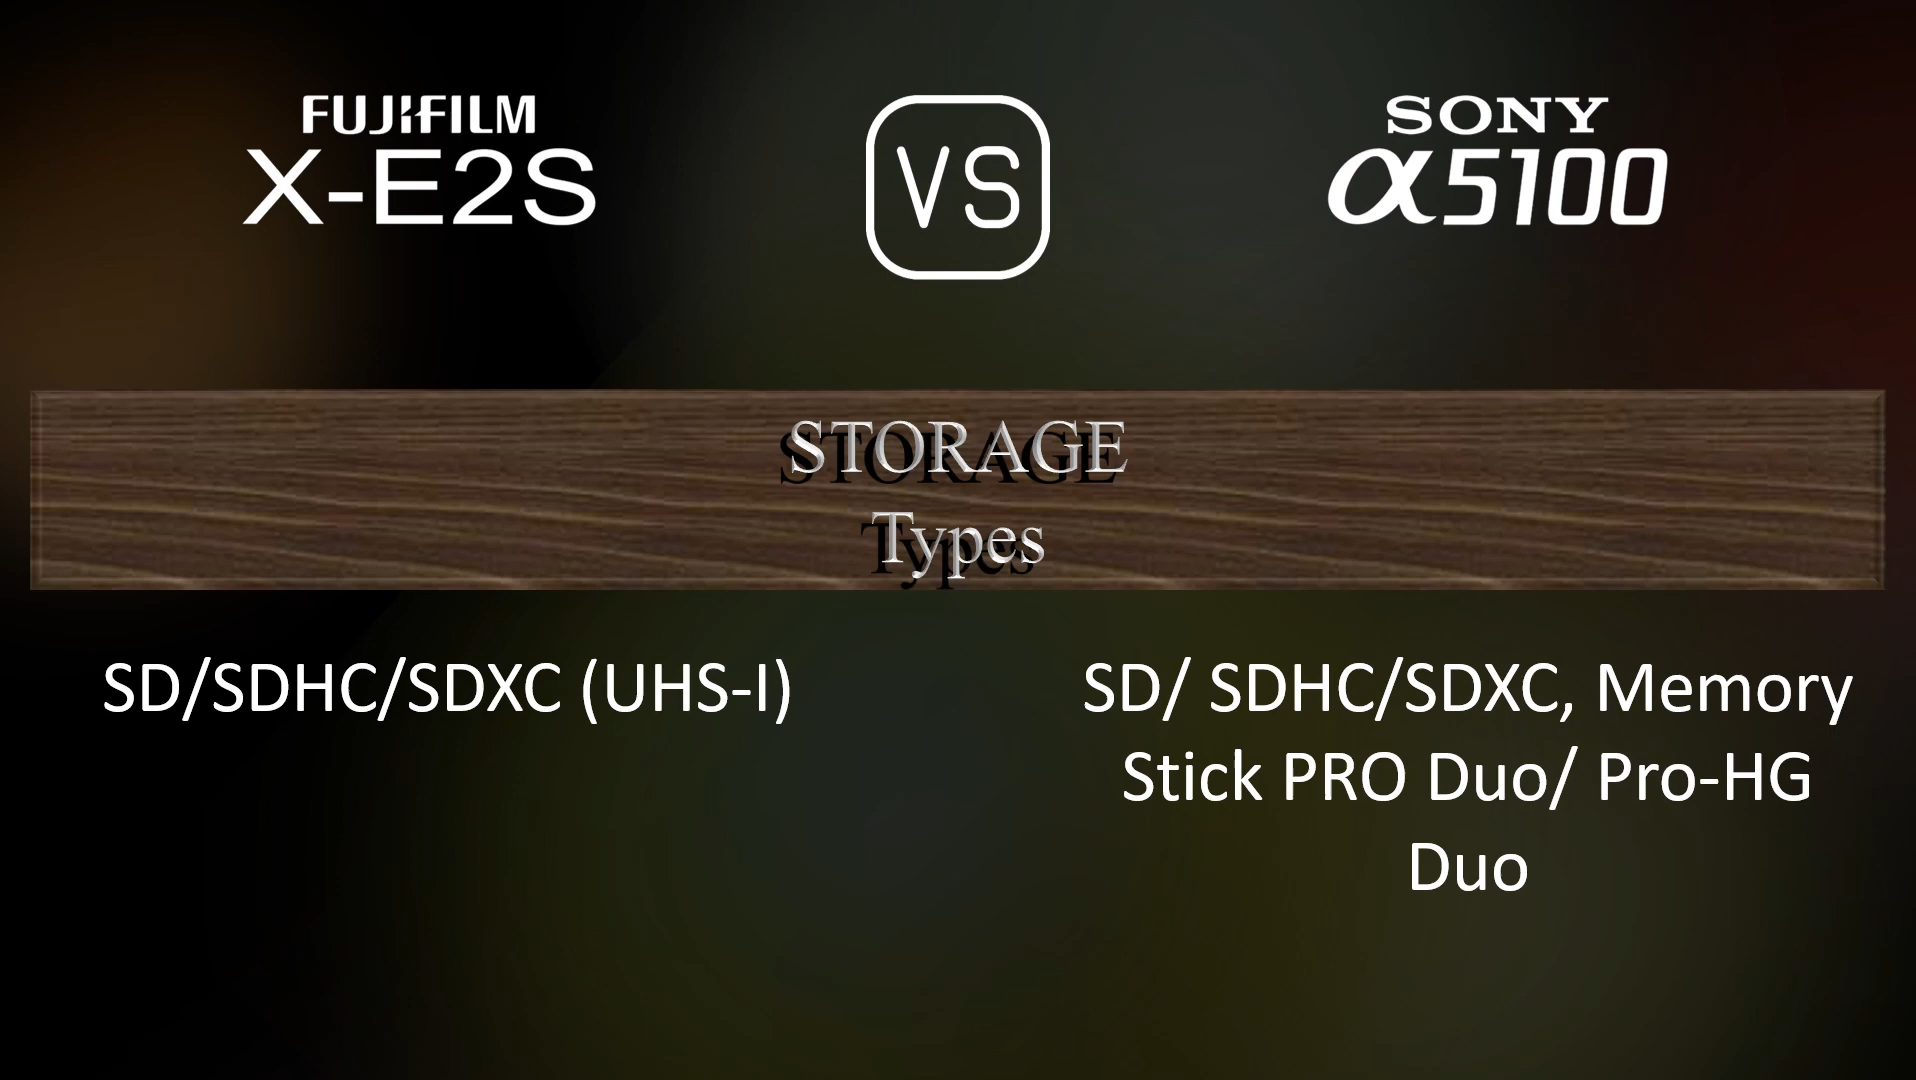 FUJIFILM
X-E2S
VS
SONY
α5100
STORAGE
Types
SD/SDHC/SDXC (UHS-I)
SD/ SDHC/SDXC, Memory
Stick PRO Duo/ Pro-HG
Duo